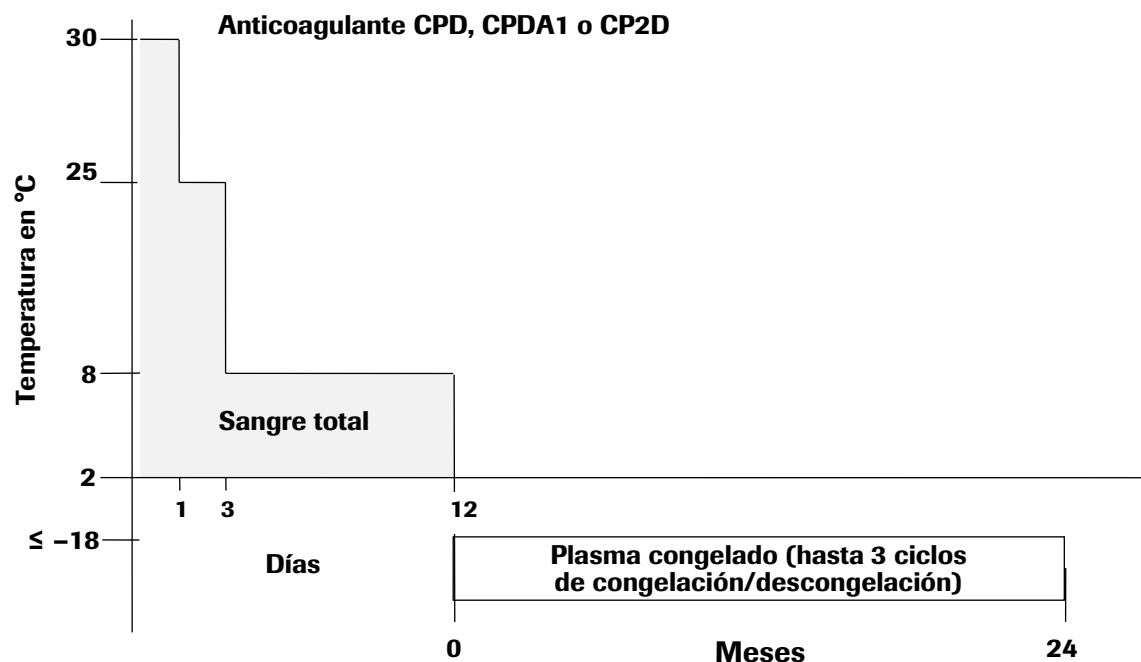 Anticoagulante CPD, CPDA1 o CP2D
30
25
8
2
≤ –18
Temperatura en °C
Sangre total
1
3
12
Días
Plasma congelado (hasta 3 ciclos
de congelación/descongelación)
0
Meses
24